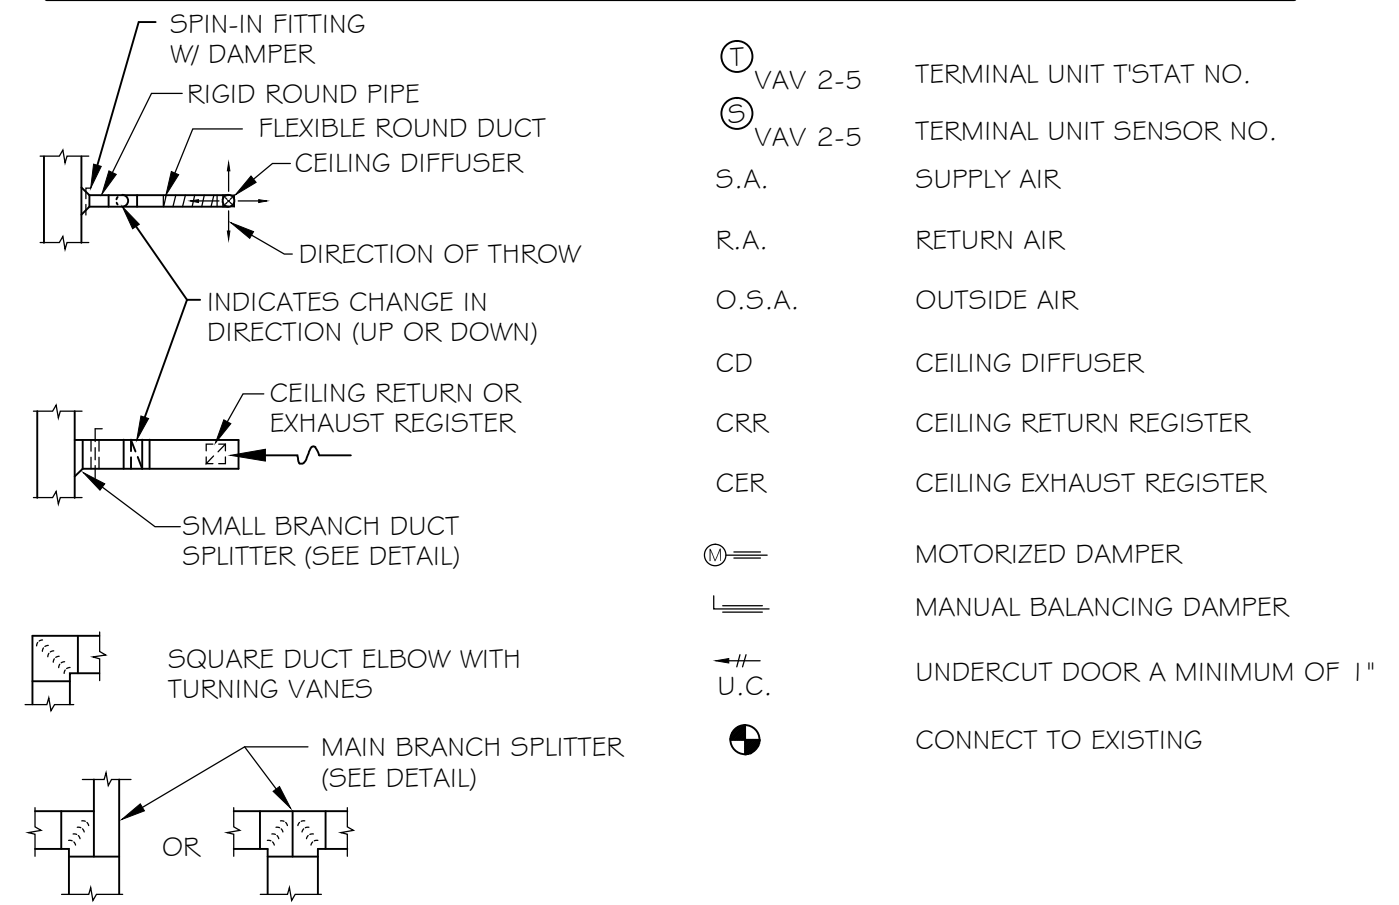 SPIN-IN FITTING
W/ DAMPER
RIGID ROUND PIPE
FLEXIBLE ROUND DUCT
CEILING DIFFUSER
DIRECTION OF THROW
INDICATES CHANGE IN
DIRECTION (UP OR DOWN)
CEILING RETURN OR
EXHAUST REGISTER
SMALL BRANCH DUCT
SPLITTER (SEE DETAIL)
SQUARE DUCT ELBOW WITH
TURNING VANES
MAIN BRANCH SPLITTER
(SEE DETAIL)
OR
T VAV 2-5 TERMINAL UNIT T'STAT NO.
S VAV 2-5 TERMINAL UNIT SENSOR NO.
S.A. SUPPLY AIR
R.A. RETURN AIR
O.S.A. OUTSIDE AIR
CD CEILING DIFFUSER
CRR CEILING RETURN REGISTER
CER CEILING EXHAUST REGISTER
M MOTORIZED DAMPER
MANUAL BALANCING DAMPER
U.C. UNDERCUT DOOR A MINIMUM OF 1"
CONNECT TO EXISTING